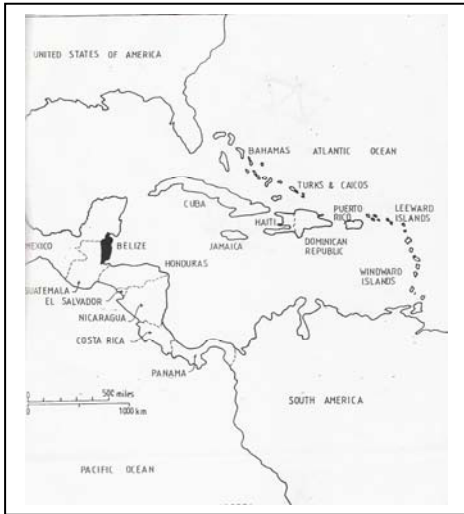 UNITED STATES OF AMERICA
BAHAMAS
ATLANTIC OCEAN
TURKS & CAICOS
CUBA
PUERTO
RICO
LEEWARD
ISLANDS
HAITI
MEXICO
BELIZE
JAMAICA
DOMINICAN
REPUBLIC
HONDURAS
WINDWARD
ISLANDS
GUATEMALA
EL SALVADOR
NICARAGUA
COSTA RICA
PANAMA
500 miles
1000 km
SOUTH AMERICA
PACIFIC OCEAN